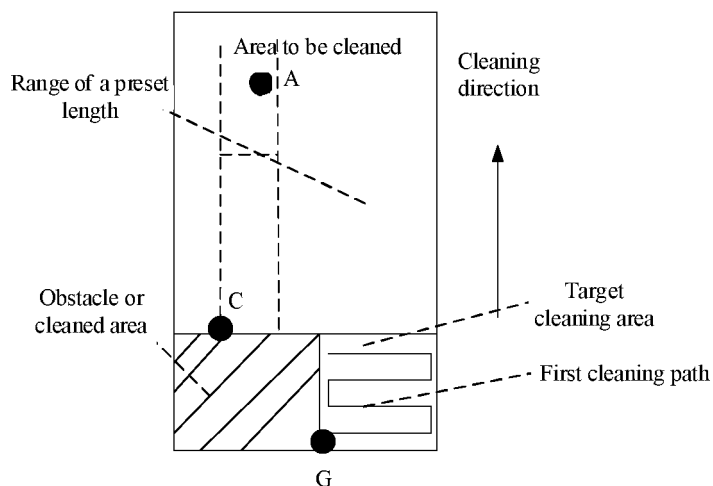 Area to be cleaned
A
Cleaning
direction
Range of a preset
length
C
Obstacle or
cleaned area
Target
cleaning area
First cleaning path
G